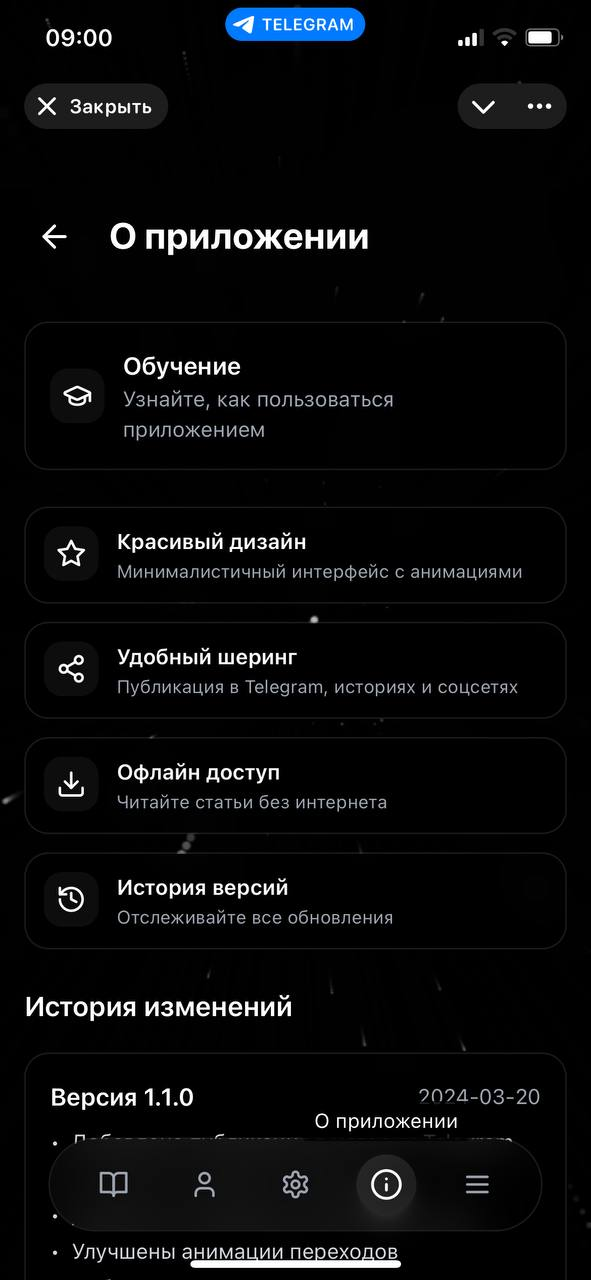 09:00
TELEGRAM
Закрыть
О приложении
Обучение
Узнайте, как пользоваться
приложением
Красивый дизайн
Минималистичный интерфейс с анимациями
Удобный шеринг
Публикация в Telegram, историях и соцсетях
Офлайн доступ
Читайте статьи без интернета
История версий
Отслеживайте все обновления
История изменений
Версия 1.1.0
2024-03-20
О приложении
• Улучшены анимации переходов